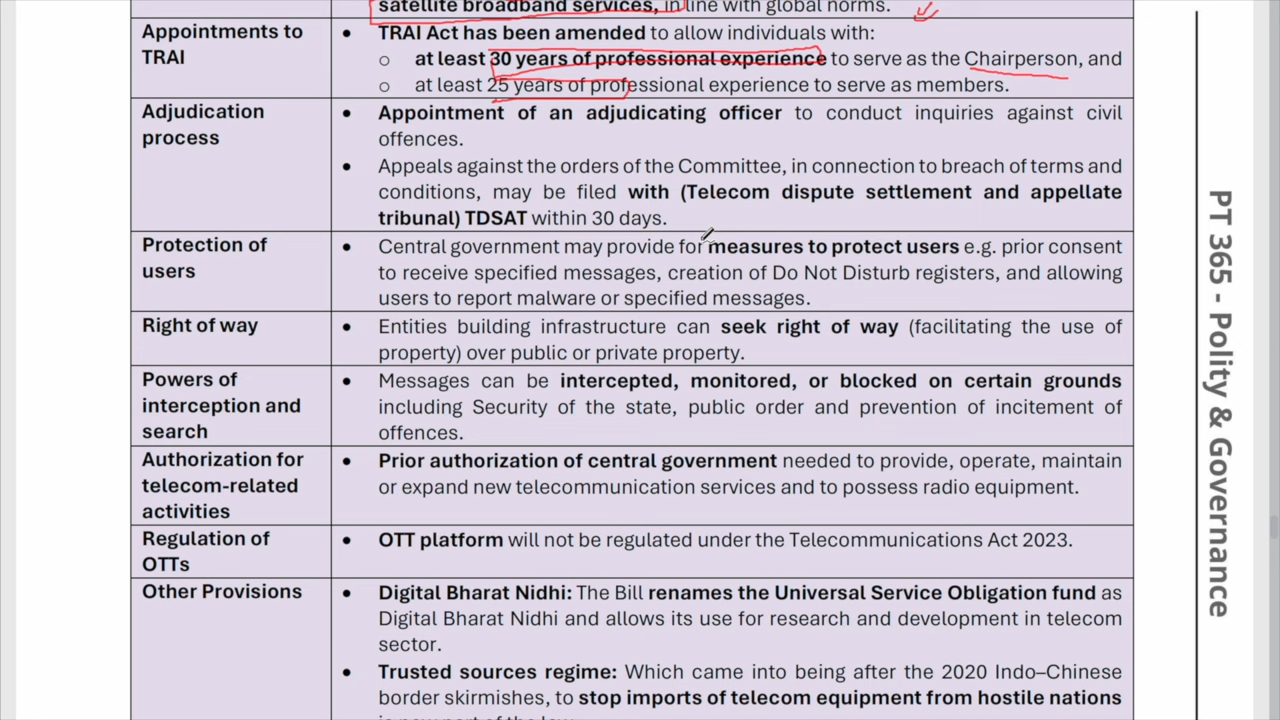 satellite broadband services, in line with global norms.
Appointments to TRAI
• TRAI Act has been amended to allow individuals with:
○ at least 30 years of professional experience to serve as the Chairperson, and
○ at least 25 years of professional experience to serve as members.
Adjudication process
• Appointment of an adjudicating officer to conduct inquiries against civil
offences.
• Appeals against the orders of the Committee, in connection to breach of terms and
conditions, may be filed with (Telecom dispute settlement and appellate
tribunal) TDSAT within 30 days.
Protection of users
• Central government may provide for measures to protect users e.g. prior consent
to receive specified messages, creation of Do Not Disturb registers, and allowing
users to report malware or specified messages.
Right of way
• Entities building infrastructure can seek right of way (facilitating the use of
property) over public or private property.
Powers of interception and search
• Messages can be intercepted, monitored, or blocked on certain grounds
including Security of the state, public order and prevention of incitement of
offences.
Authorization for telecom-related activities
• Prior authorization of central government needed to provide, operate, maintain
or expand new telecommunication services and to possess radio equipment.
Regulation of OTTs
• OTT platform will not be regulated under the Telecommunications Act 2023.
Other Provisions
• Digital Bharat Nidhi: The Bill renames the Universal Service Obligation fund as
Digital Bharat Nidhi and allows its use for research and development in telecom
sector.
• Trusted sources regime: Which came into being after the 2020 Indo–Chinese
border skirmishes, to stop imports of telecom equipment from hostile nations
PT 365 - Polity & Governance